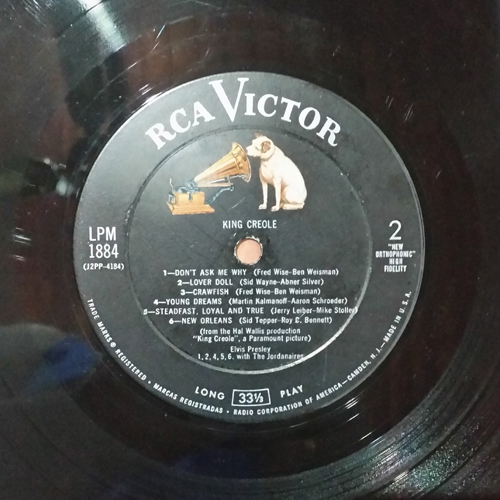 RCA VICTOR
KING CREOLE
LPM
1884
(J2PP-4184)
2
"NEW
ORTHOPHONIC"
HIGH
FIDELITY
1—DON'T ASK ME WHY (Fred Wise-Ben Weisman)
2—LOVER DOLL (Sid Wayne-Abner Silver)
3—CRAWFISH (Fred Wise-Ben Weisman)
4—YOUNG DREAMS (Martin Kalmanoff-Aaron Schroeder)
5—STEADFAST, LOYAL AND TRUE (Jerry Leiber-Mike Stoller)
6—NEW ORLEANS (Sid Tepper-Roy C. Bennett)
(from the Hal Wallis production
"King Creole", a Paramount picture)
Elvis Presley
1, 2, 4, 5, 6, with The Jordanaires
LONG 33⅓ PLAY
TRADE MARKS ® REGISTERED • MARCAS REGISTRADAS • RADIO CORPORATION OF AMERICA—CAMDEN, N. J.—MADE IN U.S.A.